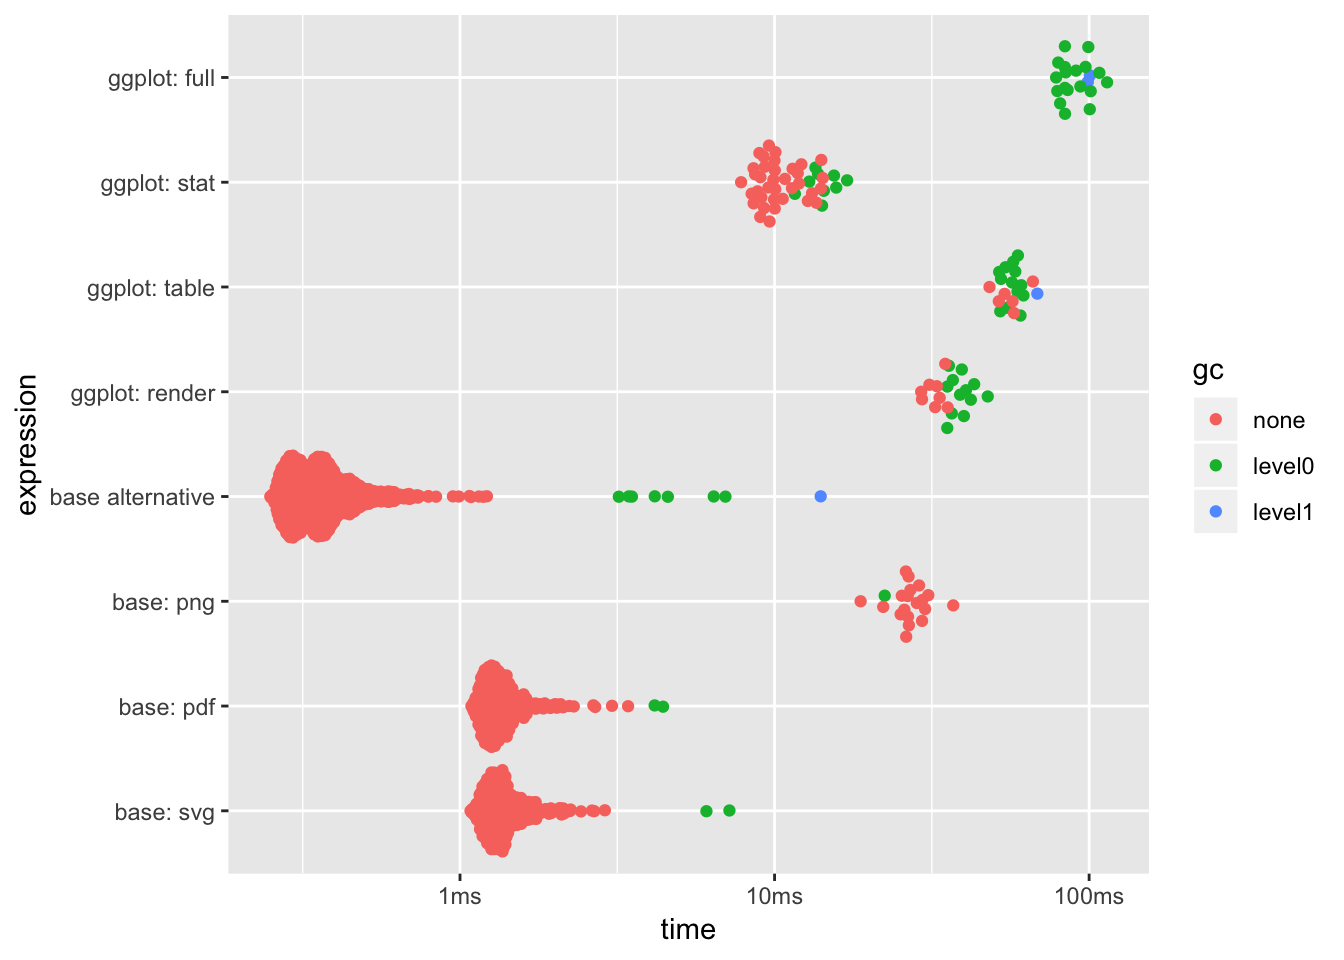 ggplot: full
ggplot: stat
ggplot: table
ggplot: render
base alternative
base: png
base: pdf
base: svg
expression
1ms
10ms
100ms
time
gc
none
level0
level1